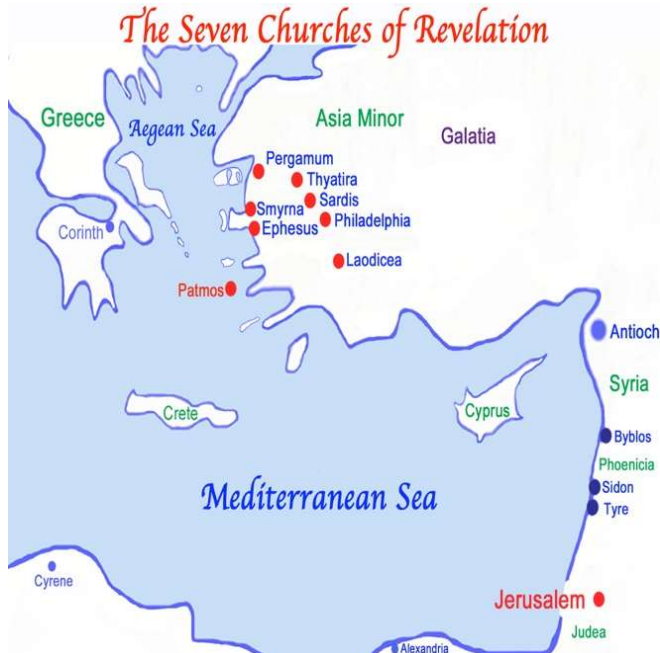 The Seven Churches of Revelation
Greece
Aegean Sea
Asia Minor
Galatia
Pergamum
Thyatira
Sardis
Smyrna
Philadelphia
Ephesus
Corinth
Laodicea
Patmos
Antioch
Syria
Crete
Cyprus
Byblos
Phoenicia
Sidon
Mediterranean Sea
Tyre
Cyrene
Jerusalem
Judea
Alexandria